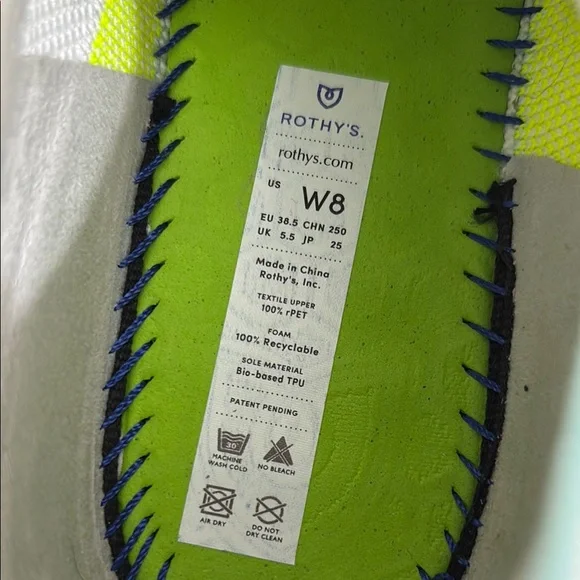 ROTHY'S.
rothys.com
US W8
EU 38.5 CHN 250
UK 5.5 JP 25
Made in China
Rothy's, Inc.
TEXTILE UPPER
100% rPET
FOAM
100% Recyclable
SOLE MATERIAL
Bio-based TPU
PATENT PENDING
30°
MACHINE WASH COLD
NO BLEACH
AIR DRY
DO NOT DRY CLEAN